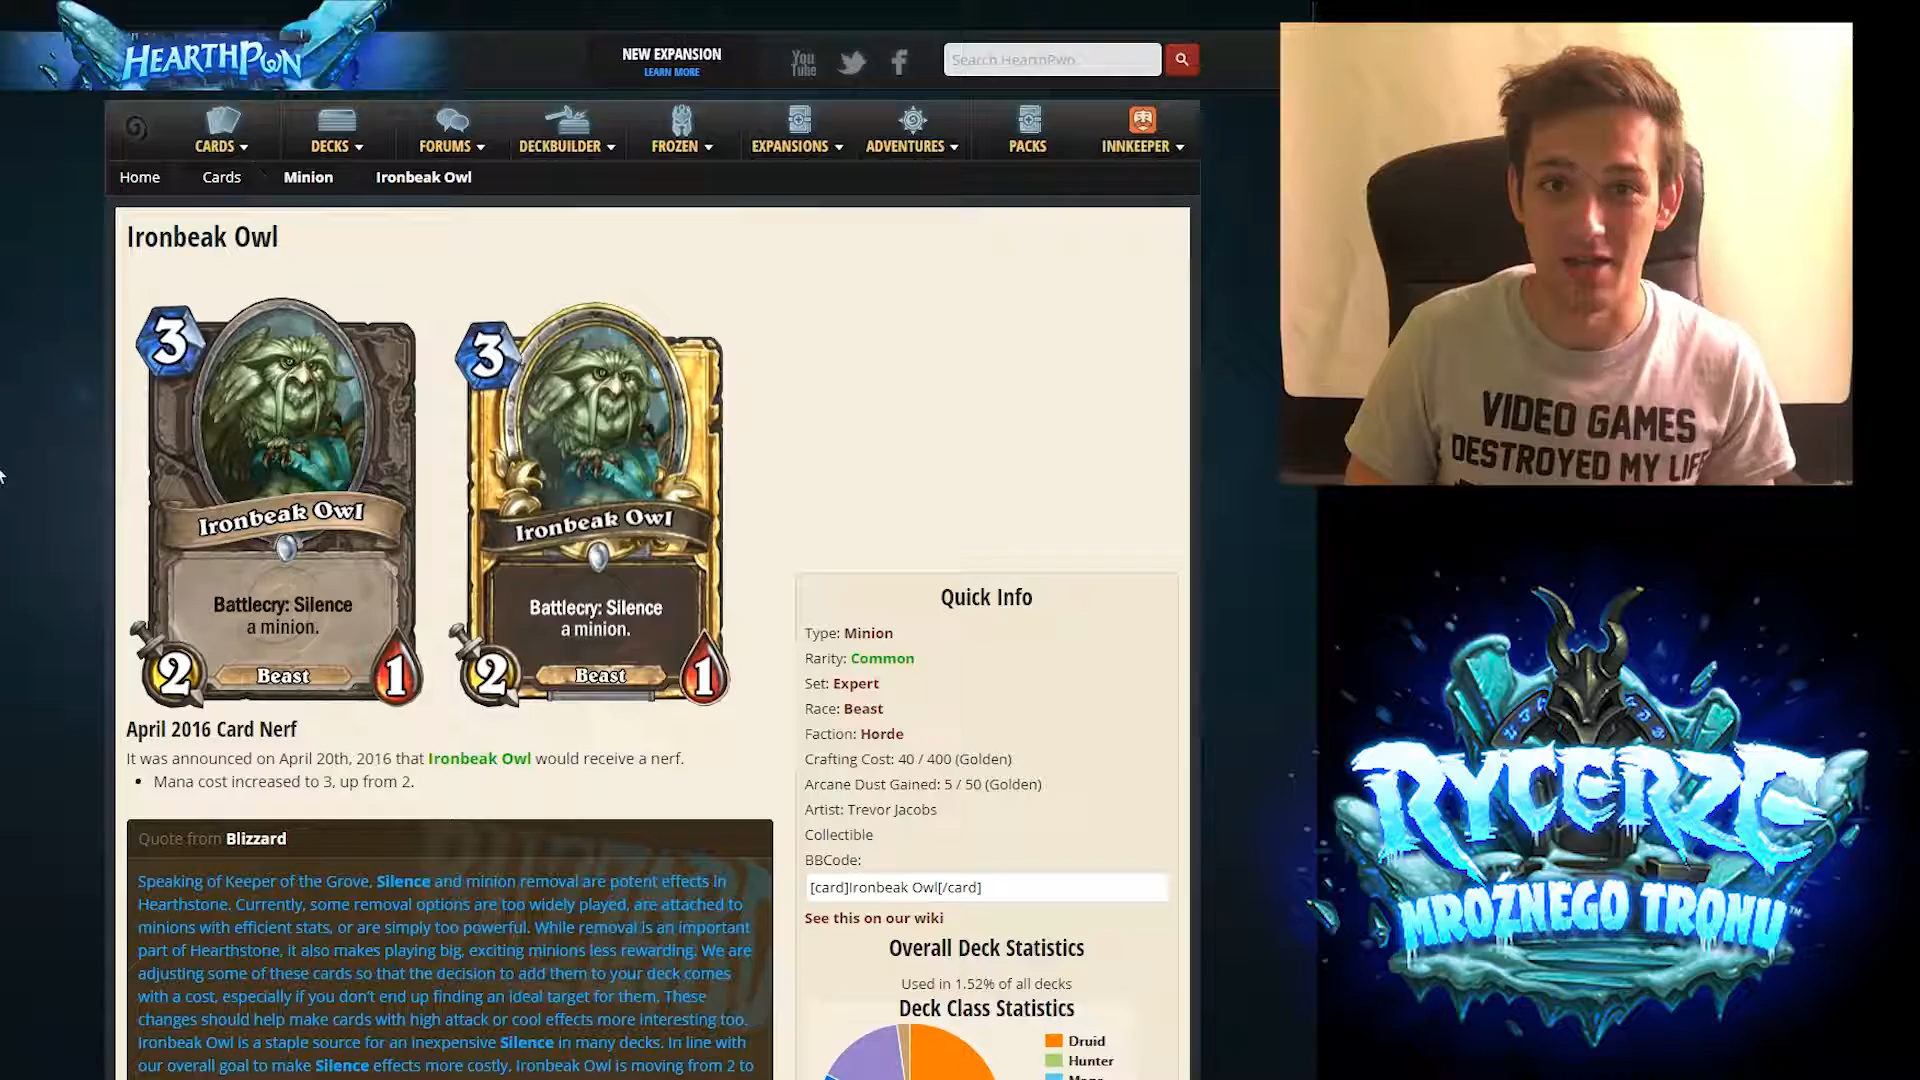 HEARTHPWN
NEW EXPANSION
LEARN MORE
You
Tube
Search HearthPwn
CARDS
DECKS
FORUMS
DECKBUILDER
FROZEN
EXPANSIONS
ADVENTURES
PACKS
INNKEEPER
Home
Cards
Minion
Ironbeak Owl
Ironbeak Owl
3
Ironbeak Owl
Battlecry: Silence
a minion.
2
Beast
1
3
Ironbeak Owl
Battlecry: Silence
a minion.
2
Beast
1
April 2016 Card Nerf
It was announced on April 20th, 2016 that Ironbeak Owl would receive a nerf.
Mana cost increased to 3, up from 2.
Quote from Blizzard
Speaking of Keeper of the Grove, Silence and minion removal are potent effects in
Hearthstone. Currently, some removal options are too widely played, are attached to
minions with efficient stats, or are simply too powerful. While removal is an important
part of Hearthstone, it also makes playing big, exciting minions less rewarding. We are
adjusting some of these cards so that the decision to add them to your deck comes
with a cost, especially if you don't end up finding an ideal target for them. These
changes should help make cards with high attack or cool effects more interesting too.
Ironbeak Owl is a staple source for an inexpensive Silence in many decks. In line with
our overall goal to make Silence effects more costly, Ironbeak Owl is moving from 2 to
Quick Info
Type: Minion
Rarity: Common
Set: Expert
Race: Beast
Faction: Horde
Crafting Cost: 40 / 400 (Golden)
Arcane Dust Gained: 5 / 50 (Golden)
Artist: Trevor Jacobs
Collectible
BBCode:
[card]Ironbeak Owl[/card]
See this on our wiki
Overall Deck Statistics
Used in 1.52% of all decks
Deck Class Statistics
Druid
Hunter
VIDEO GAMES
DESTROYED MY LIFE
RYCERZE
MROŹNEGO TRONU